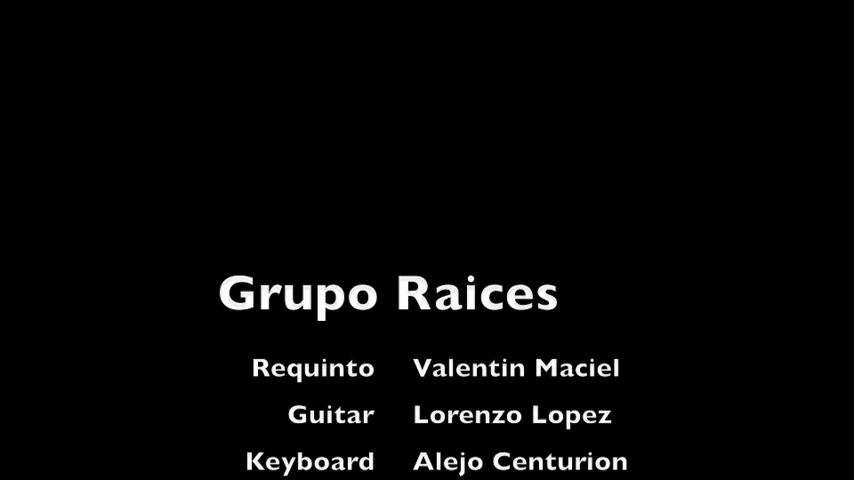 Grupo Raices
Requinto Valentin Maciel
Guitar Lorenzo Lopez
Keyboard Alejo Centurion